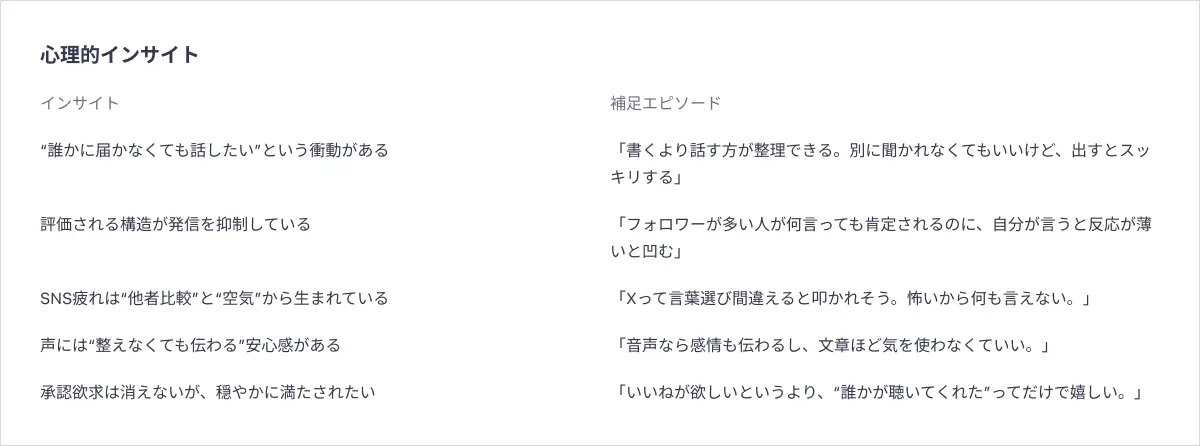 心理的インサイト
インサイト
補足エピソード
“誰かに届かなくても話したい”という衝動がある
「書くより話す方が整理できる。別に聞かれなくてもいいけど、出すとスッ
キリする」
評価される構造が発信を抑制している
「フォロワーが多い人が何言っても肯定されるのに、自分が言うと反応が薄
いと凹む」
SNS疲れは“他者比較”と“空気”から生まれている
「Xって言葉選び間違えると叩かれそう。怖いから何も言えない。」
声には“整えなくても伝わる”安心感がある
「音声なら感情も伝わるし、文章ほど気を使わなくていい。」
承認欲求は消えないが、穏やかに満たされたい
「いいねが欲しいというより、“誰かが聴いてくれた”ってだけで嬉しい。」